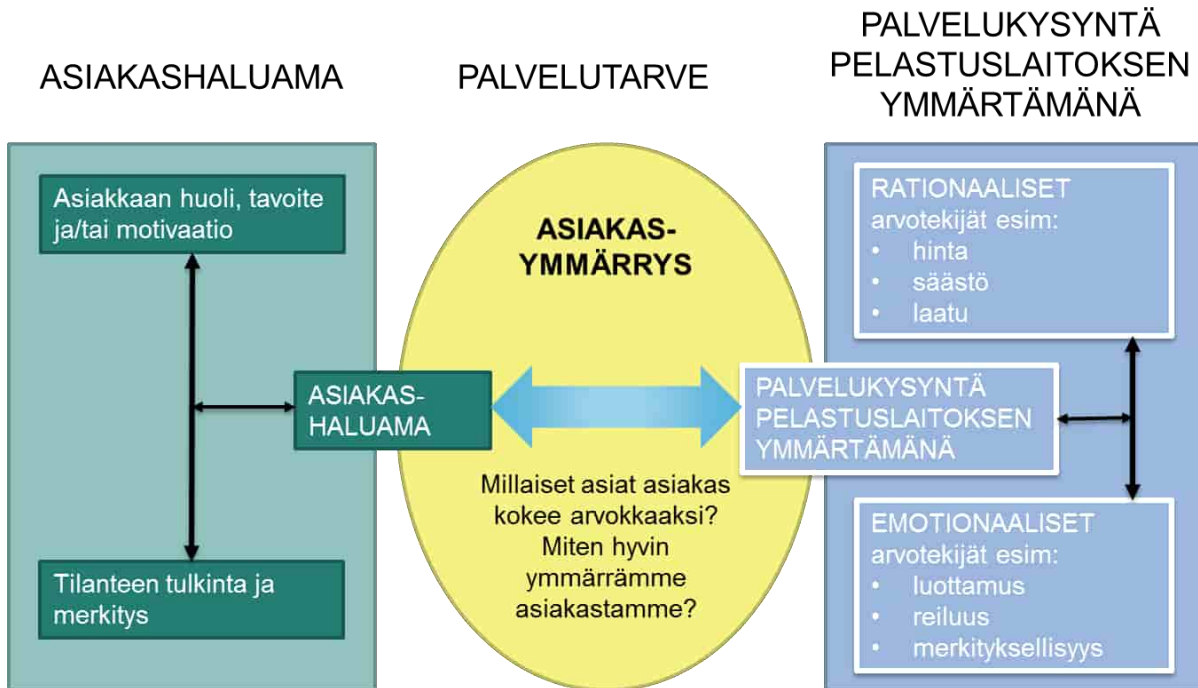 ASIAKASHALUAMA
PALVELUTARVE
PALVELUKYSYNTÄ
PELASTUSLAITOKSEN
YMMÄRTÄMÄNÄ
Asiakkaan huoli, tavoite
ja/tai motivaatio
ASIAKAS-
HALUAMA
Tilanteen tulkinta ja
merkitys
ASIAKAS-
YMMÄRRYS
Millaiset asiat asiakas
kokee arvokkaaksi?
Miten hyvin
ymmärrämme
asiakastamme?
RATIONAALISET
arvotekijät esim:
• hinta
• säästö
• laatu
PALVELUKYSYNTÄ
PELASTUSLAITOKSEN
YMMÄRTÄMÄNÄ
EMOTIONAALISET
arvotekijät esim:
• luottamus
• reiluus
• merkityksellisyys